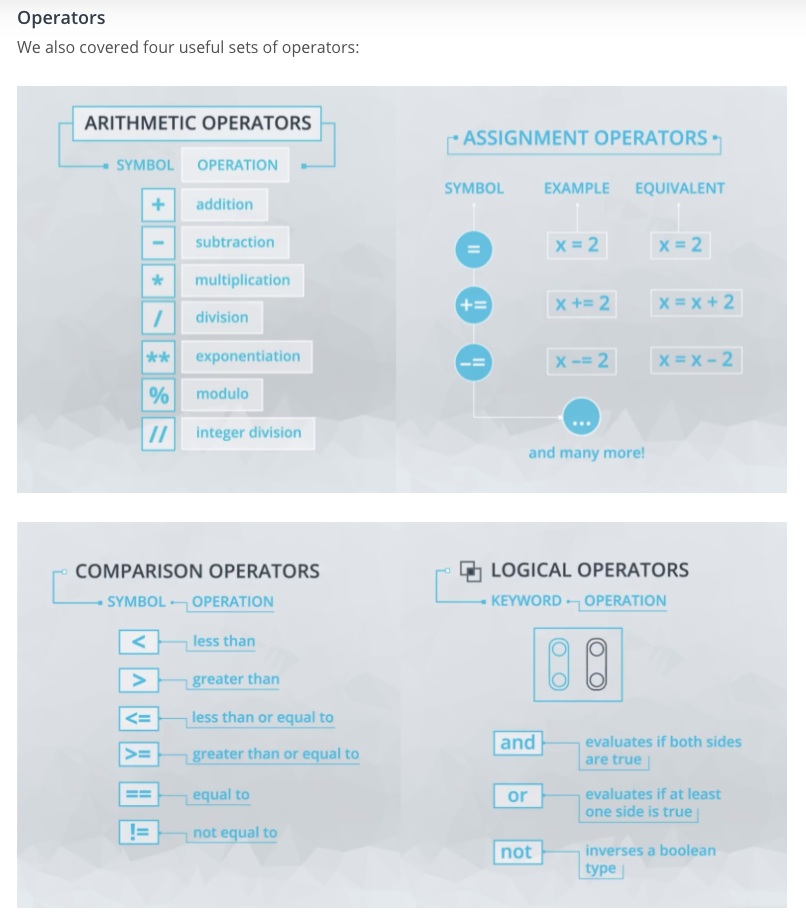 Operators
We also covered four useful sets of operators:
ARITHMETIC OPERATORS
SYMBOL OPERATION
+ addition
− subtraction
* multiplication
/ division
** exponentiation
% modulo
// integer division
ASSIGNMENT OPERATORS
SYMBOL EXAMPLE EQUIVALENT
= x = 2 x = 2
+= x += 2 x = x + 2
−= x −= 2 x = x − 2
...
and many more!
COMPARISON OPERATORS
SYMBOL OPERATION
< less than
> greater than
<= less than or equal to
>= greater than or equal to
== equal to
!= not equal to
LOGICAL OPERATORS
KEYWORD OPERATION
and evaluates if both sides
are true
or evaluates if at least
one side is true
not inverses a boolean
type